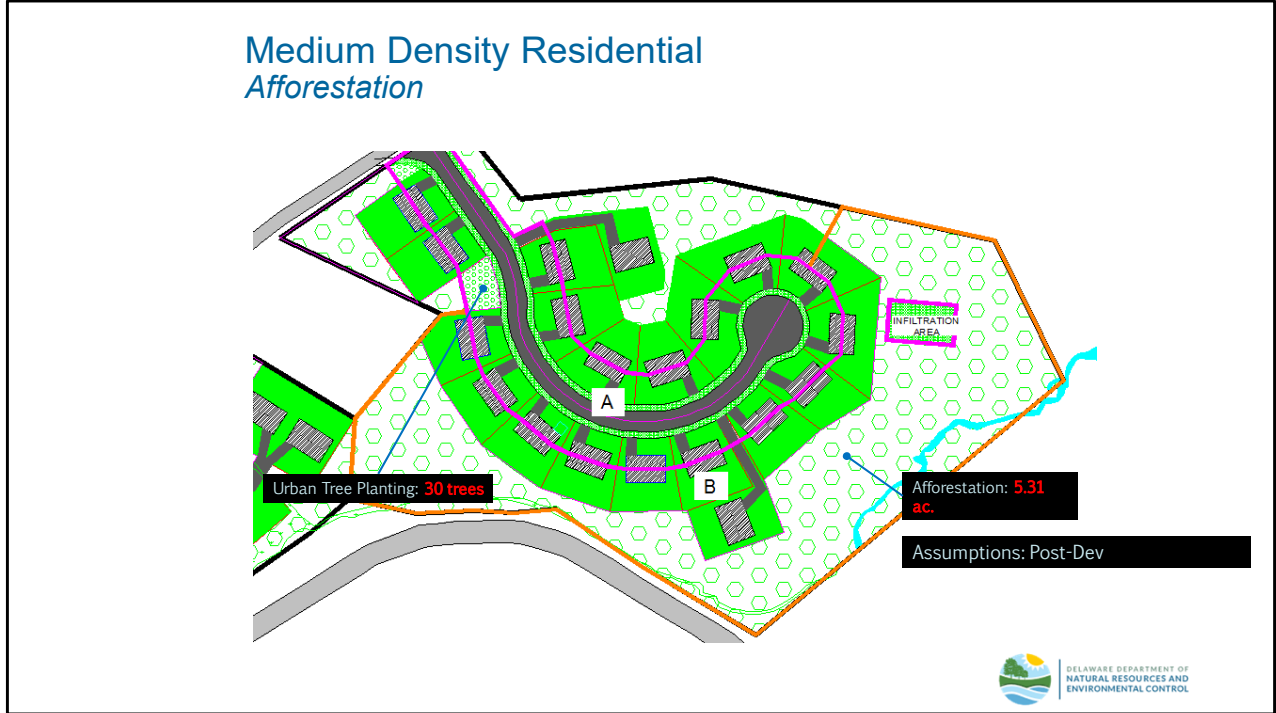 Medium Density Residential
Afforestation
INFILTRATION
AREA
A
B
Urban Tree Planting: 30 trees
Afforestation: 5.31
ac.
Assumptions: Post-Dev
DELAWARE DEPARTMENT OF
NATURAL RESOURCES AND
ENVIRONMENTAL CONTROL